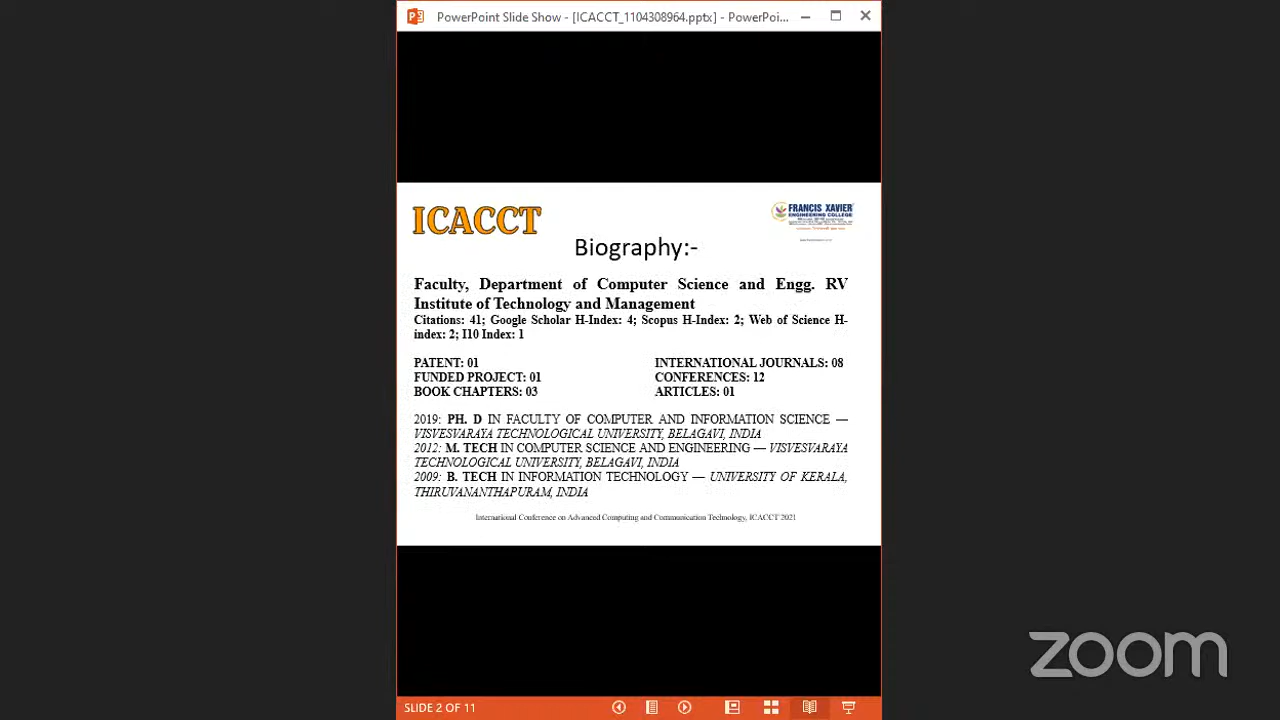 PowerPoint Slide Show - [ICACCT_1104308964.pptx] - PowerPoi...
ICACCT
FRANCIS XAVIER
ENGINEERING COLLEGE
Biography:-
Faculty, Department of Computer Science and Engg. RV
Institute of Technology and Management
Citations: 41; Google Scholar H-Index: 4; Scopus H-Index: 2; Web of Science H-
index: 2; I10 Index: 1
PATENT: 01
FUNDED PROJECT: 01
BOOK CHAPTERS: 03
INTERNATIONAL JOURNALS: 08
CONFERENCES: 12
ARTICLES: 01
2019: PH. D IN FACULTY OF COMPUTER AND INFORMATION SCIENCE —
VISVESVARAYA TECHNOLOGICAL UNIVERSITY, BELAGAVI, INDIA
2012: M. TECH IN COMPUTER SCIENCE AND ENGINEERING — VISVESVARAYA
TECHNOLOGICAL UNIVERSITY, BELAGAVI, INDIA
2009: B. TECH IN INFORMATION TECHNOLOGY — UNIVERSITY OF KERALA,
THIRUVANANTHAPURAM, INDIA
International Conference on Advanced Computing and Communication Technology, ICACCT 2021
zoom
SLIDE 2 OF 11